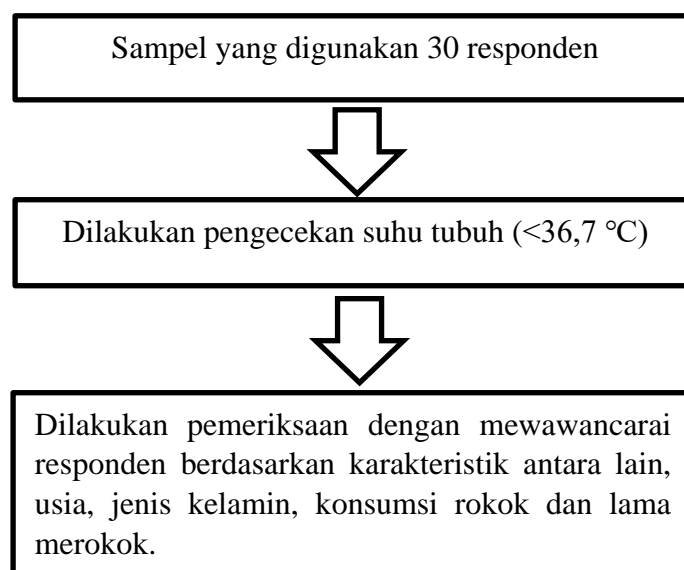 Sampel yang digunakan 30 responden
Dilakukan pengecekan suhu tubuh (<36,7 °C)
Dilakukan pemeriksaan dengan mewawancarai
responden berdasarkan karakteristik antara lain,
usia, jenis kelamin, konsumsi rokok dan lama
merokok.